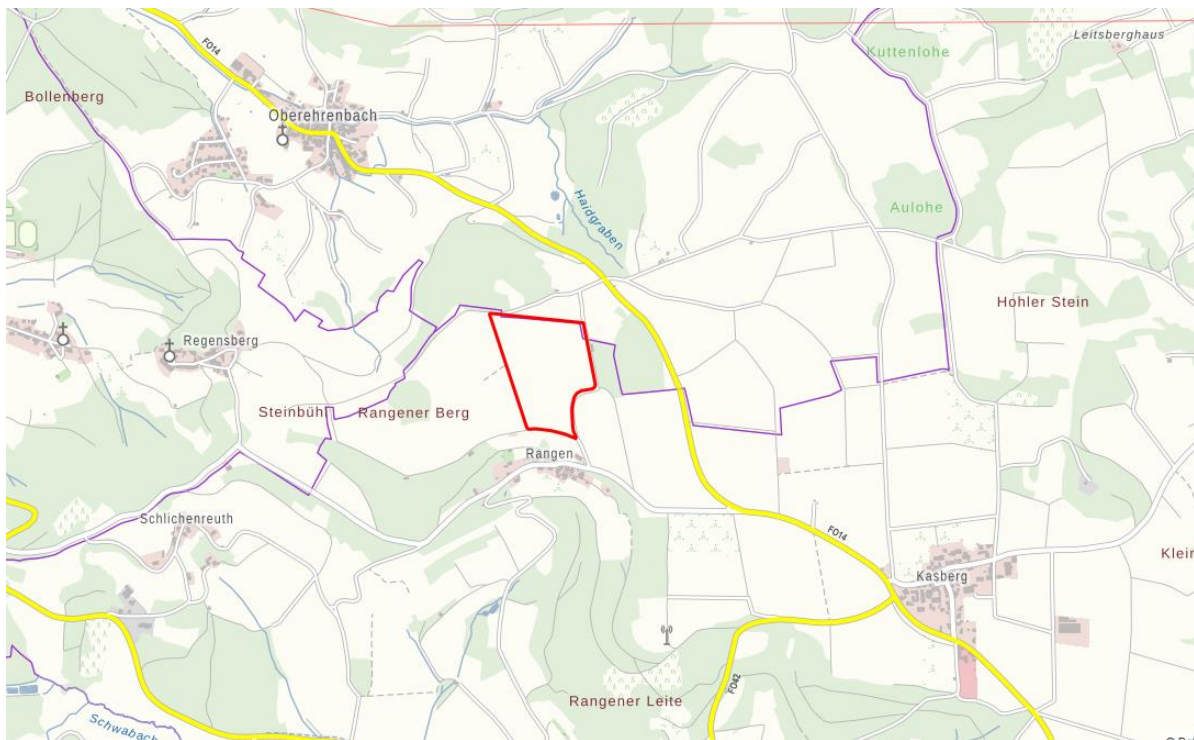 Leitsberghaus
FO14
Kuttenlohe
Bollenberg
Oberehrenbach
Aulohe
Haidgraben
Hohler Stein
Regensberg
Steinbühl
Rangener Berg
Rangen
Schlichenreuth
FO14
Klein
Kasberg
FO42
Rangener Leite
Schwabach